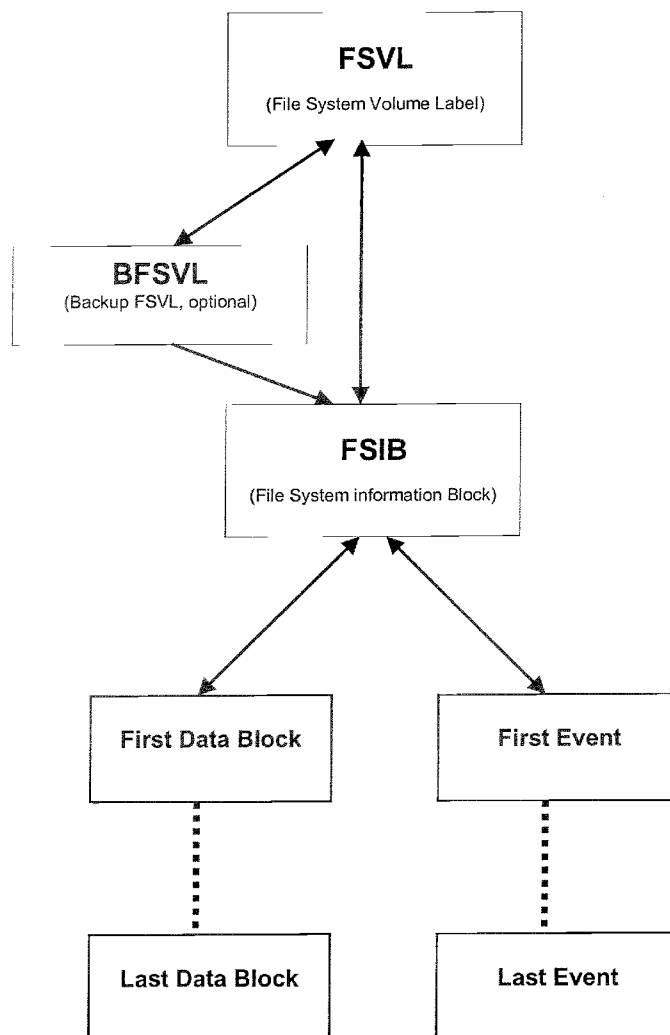 FSVL
(File System Volume Label)
BFSVL
(Backup FSVL, optional)
FSIB
(File System information Block)
First Data Block
First Event
Last Data Block
Last Event